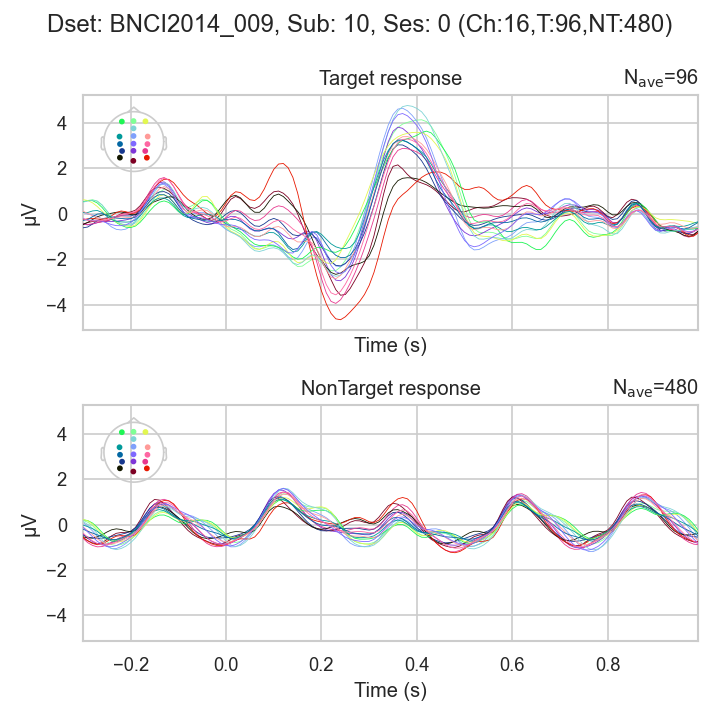 Dset: BNCI2014_009, Sub: 10, Ses: 0 (Ch:16,T:96,NT:480)
Target response
Nave=96
4
2
0
−2
−4
µV
Time (s)
NonTarget response
Nave=480
4
2
0
−2
−4
µV
−0.2 0.0 0.2 0.4 0.6 0.8
Time (s)